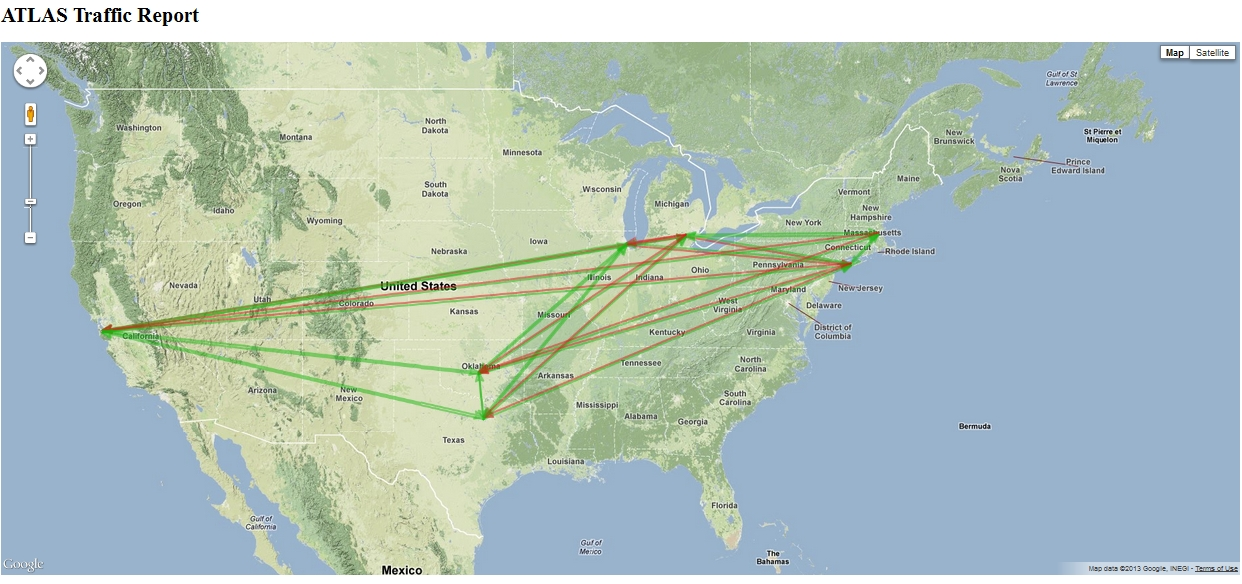 ATLAS Traffic Report
Map Satellite
Gulf of St
Lawrence
Washington
North
Dakota
Montana
Minnesota
New
Brunswick
St Pierre et
Miquelon
Prince
Edward Island
Nova
Scotia
Maine
South
Dakota
Wisconsin
Vermont
Oregon
Idaho
Wyoming
Michigan
New York
New
Hampshire
Massachusetts
Iowa
Nebraska
Connecticut
Rhode Island
Pennsylvania
Ohio
Illinois
Indiana
Nevada
United States
Maryland
New Jersey
Utah
Colorado
Kansas
Missouri
West
Virginia
Delaware
District of
Columbia
California
Kentucky
Virginia
Oklahoma
Tennessee
North
Carolina
Arkansas
Arizona
New
Mexico
South
Carolina
Mississippi
Alabama
Georgia
Bermuda
Texas
Louisiana
Florida
Gulf of
California
Gulf of
Mexico
The
Bahamas
Mexico
Google
Map data ©2013 Google, INEGI - Terms of Use